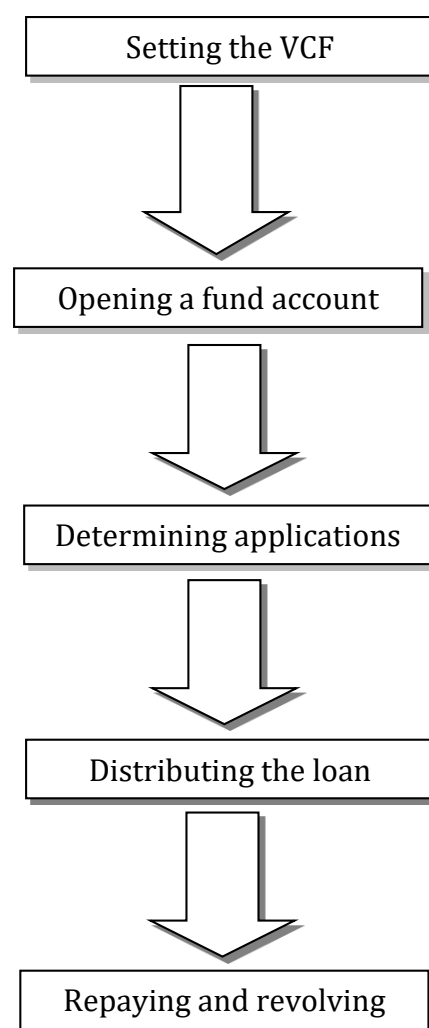 Setting the VCF
Opening a fund account
Determining applications
Distributing the loan
Repaying and revolving